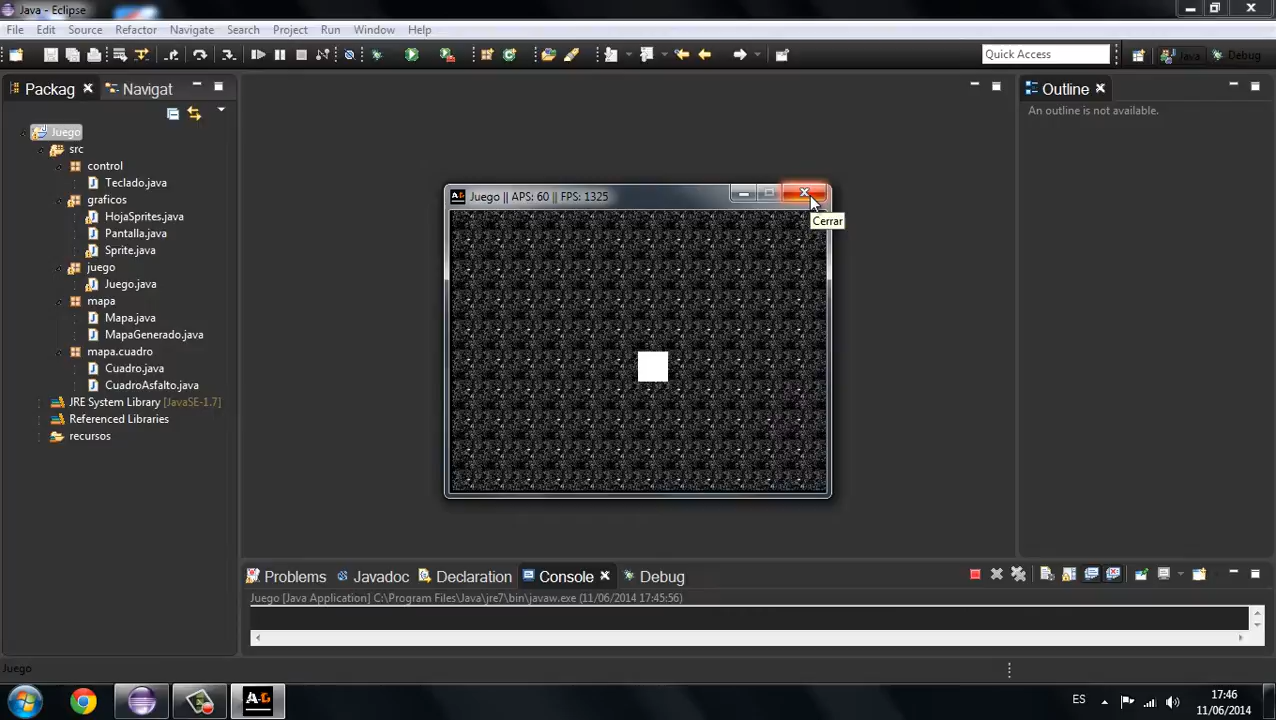 Java - Eclipse
File Edit Source Refactor Navigate Search Project Run Window Help
Quick Access
Java
Debug
Packag
Navigat
Juego
src
control
Teclado.java
graficos
HojaSprites.java
Pantalla.java
Sprite.java
juego
Juego.java
mapa
Mapa.java
MapaGenerado.java
mapa.cuadro
Cuadro.java
CuadroAsfalto.java
JRE System Library [JavaSE-1.7]
Referenced Libraries
recursos
Juego || APS: 60 || FPS: 1325
Cerrar
Outline
An outline is not available.
Problems Javadoc Declaration Console Debug
Juego [Java Application] C:\Program Files\Java\jre7\bin\javaw.exe (11/06/2014 17:45:56)
Juego
ES
17:46
11/06/2014